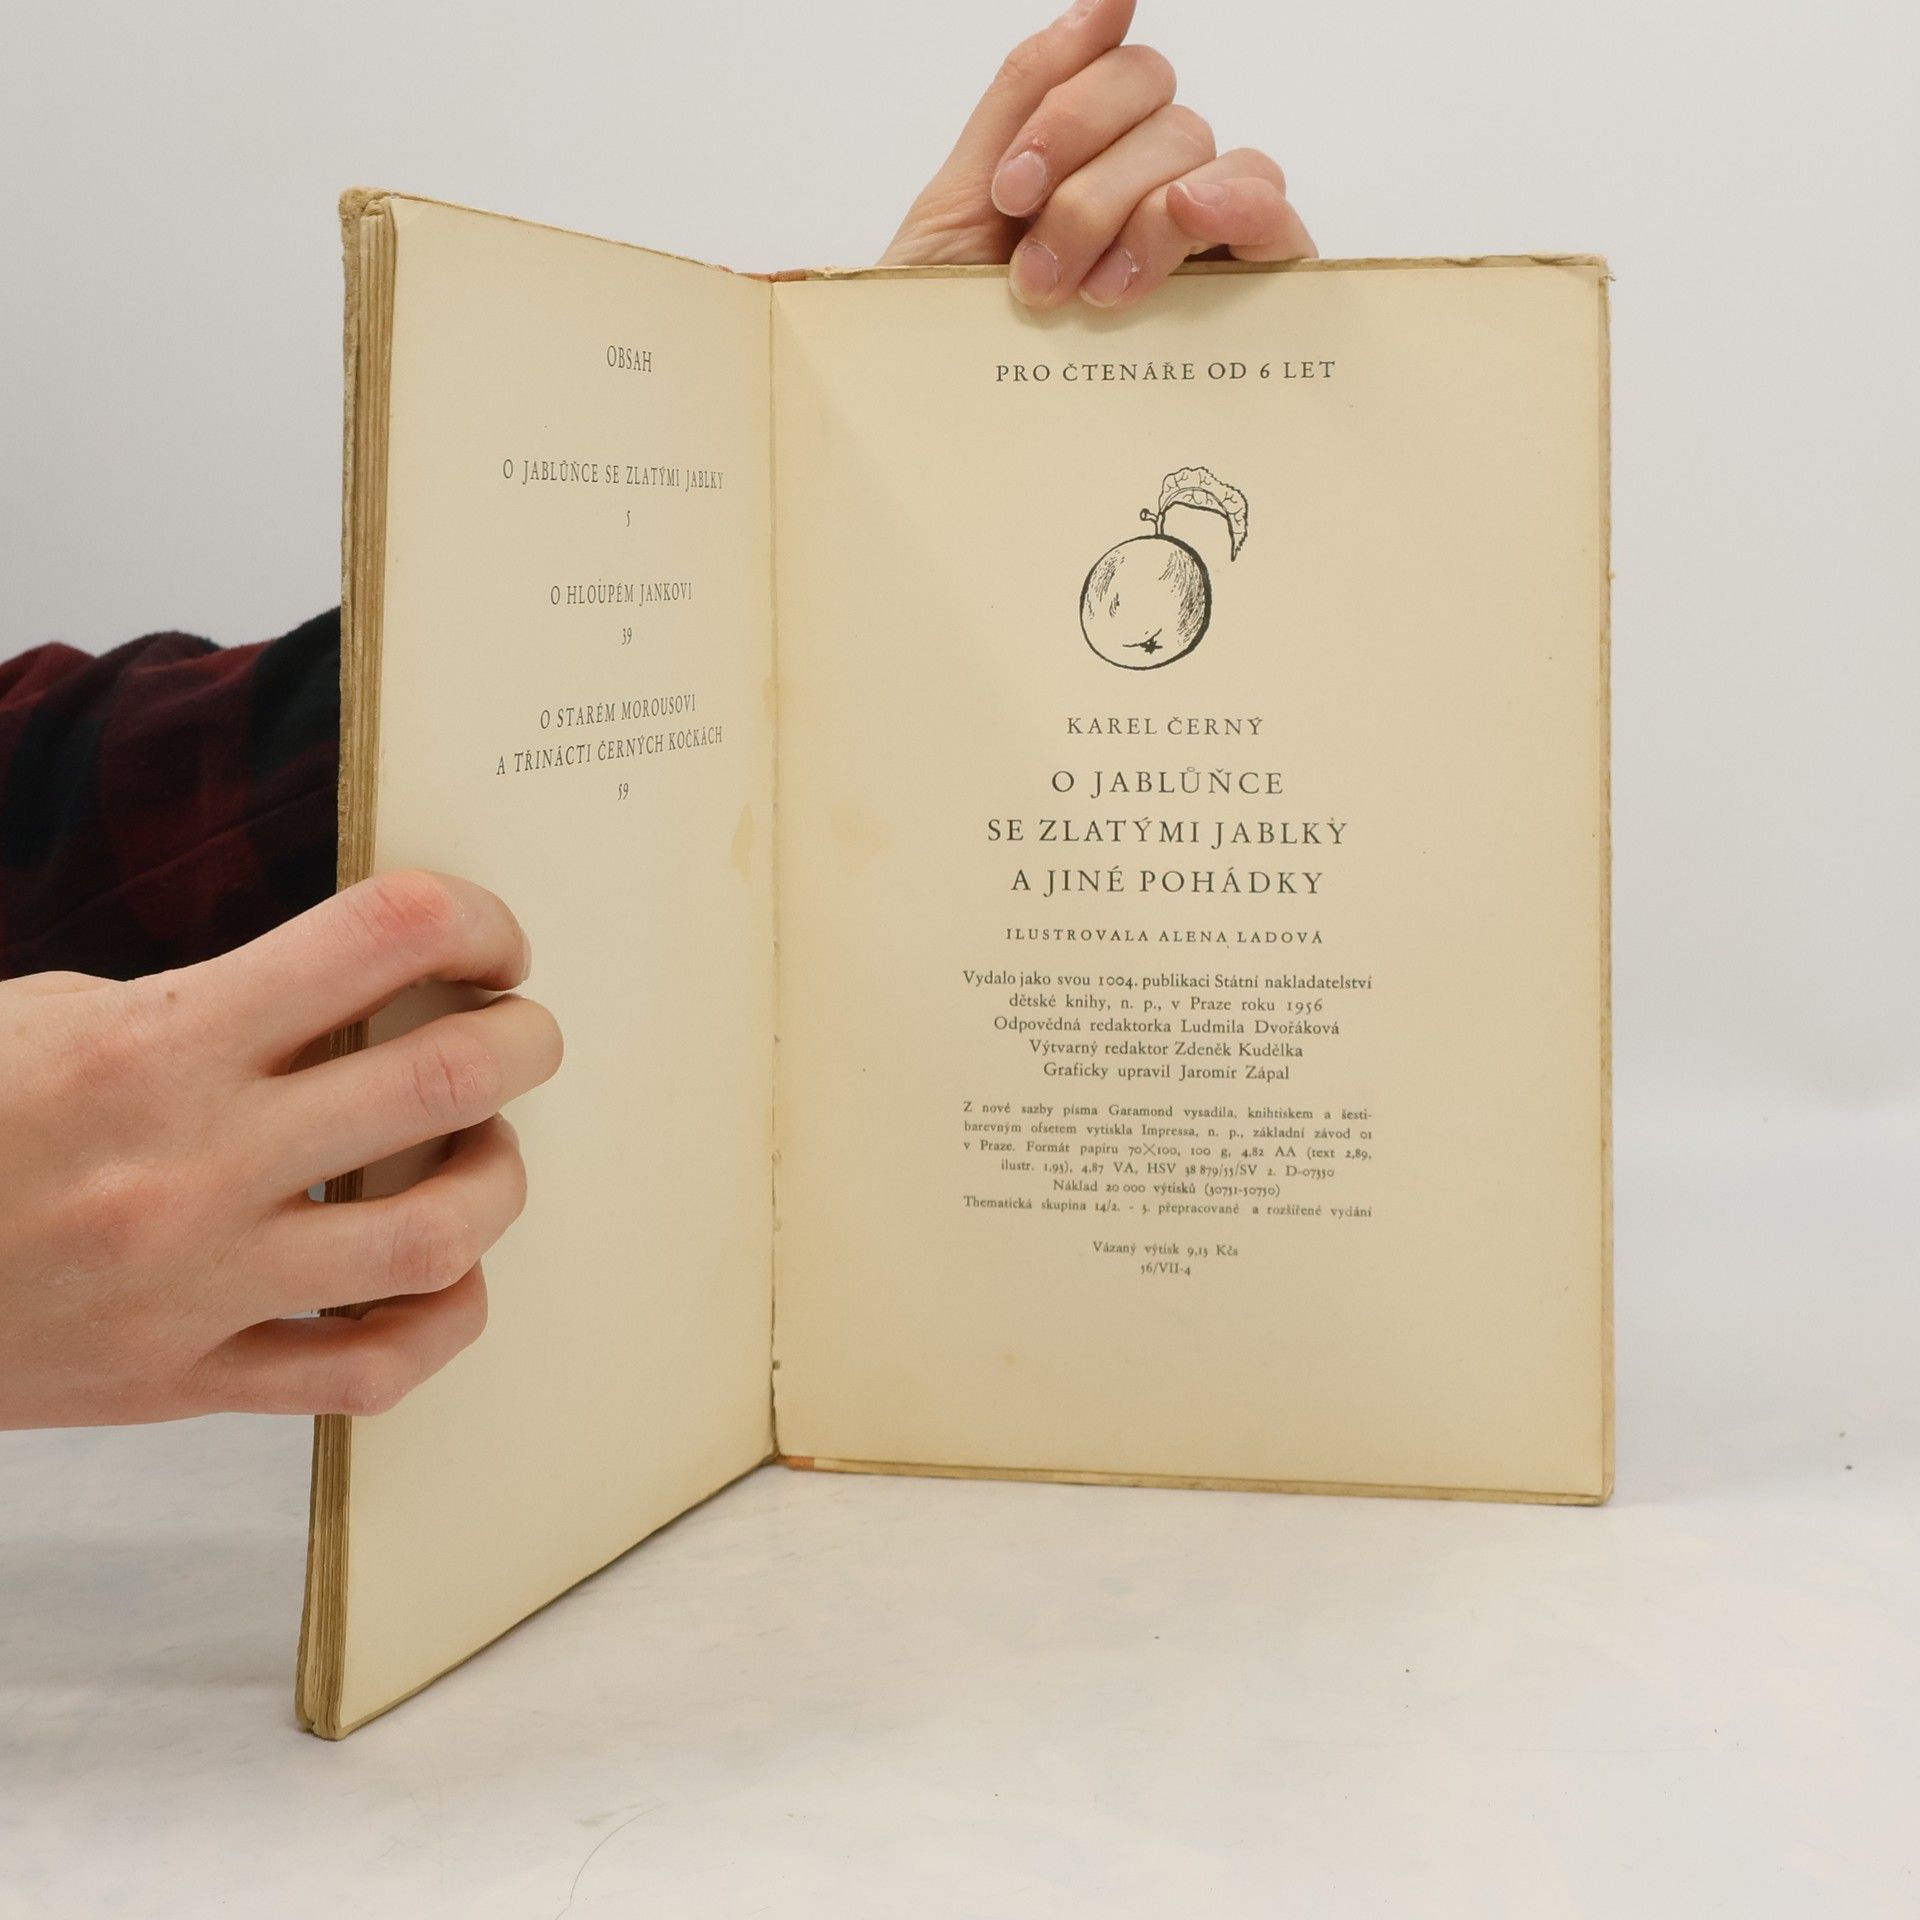 OBSAH
O JABLŮŇCE SE ZLATÝMI JABLKY
5
O HLOUPÉM JANKOVI
39
O STARÉM MOROUSOVI
A TŘINÁCTI ČERNÝCH KOČKÁCH
59
PRO ČTENÁŘE OD 6 LET
KAREL ČERNÝ
O JABLŮŇCE
SE ZLATÝMI JABLKY
A JINÉ POHÁDKY
ILUSTROVALA ALENA LADOVÁ
Vydalo jako svou 1004. publikaci Státní nakladatelství
dětské knihy, n. p., v Praze roku 1956
Odpovědná redaktorka Ludmila Dvořáková
Výtvarný redaktor Zdeněk Kudělka
Graficky upravil Jaromír Zápal
Z nové sazby písma Garamond vysadila, knihtiskem a šesti-
barevným ofsetem vytiskla Impressa, n. p., základní závod 01
v Praze. Formát papíru 70×100, 100 g, 4,82 AA (text 2,89,
ilustr. 1,93), 4,87 VA, HSV 38 879/55/SV 2. D-07350
Náklad 20 000 výtisků (30751-50750)
Thematická skupina 14/2. - 3. přepracované a rozšířené vydání
Vázaný výtisk 9,13 Kčs
56/VII-4